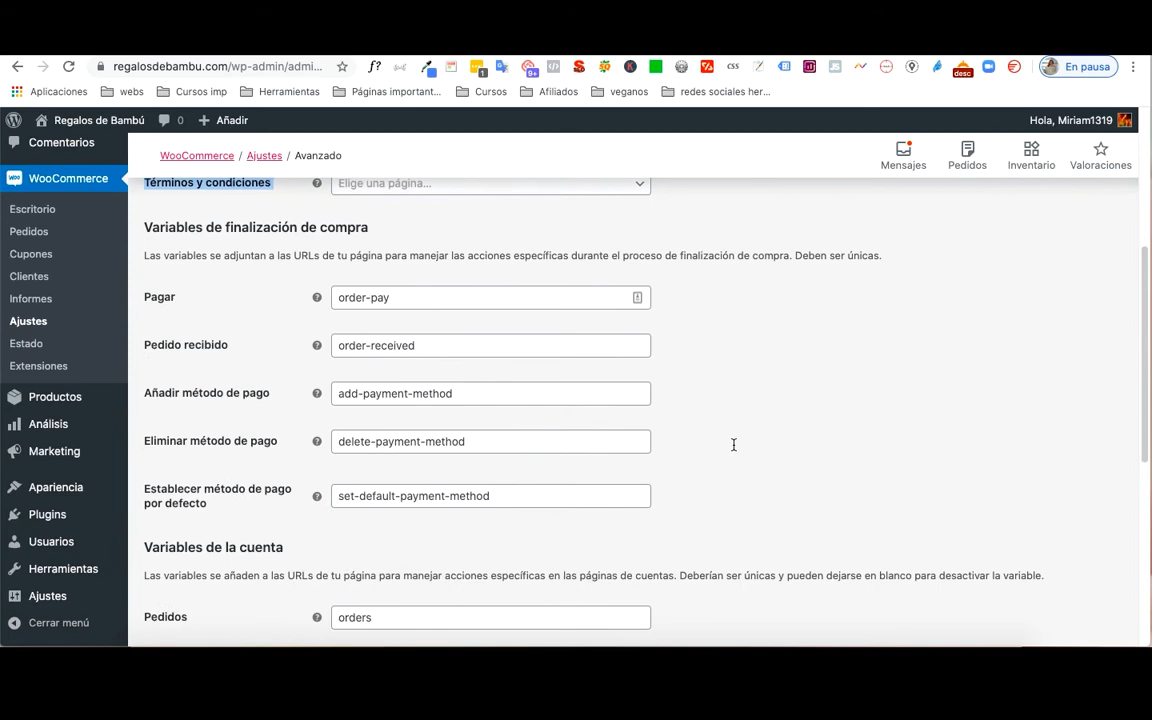 regalosdebambu.com/wp-admin/admi...
f?
1
9+
CSS
desc
En pausa
Aplicaciones
webs
Cursos imp
Herramientas
Páginas important...
Cursos
Afiliados
veganos
redes sociales her...
Regalos de Bambú
0
Añadir
Hola, Miriam1319
Comentarios
WooCommerce
Escritorio
Pedidos
Cupones
Clientes
Informes
Ajustes
Estado
Extensiones
Productos
Análisis
Marketing
Apariencia
Plugins
Usuarios
Herramientas
Ajustes
Cerrar menú
WooCommerce / Ajustes / Avanzado
Mensajes
Pedidos
Inventario
Valoraciones
Términos y condiciones
Elige una página...
Variables de finalización de compra
Las variables se adjuntan a las URLs de tu página para manejar las acciones específicas durante el proceso de finalización de compra. Deben ser únicas.
Pagar
order-pay
Pedido recibido
order-received
Añadir método de pago
add-payment-method
Eliminar método de pago
delete-payment-method
Establecer método de pago
por defecto
set-default-payment-method
Variables de la cuenta
Las variables se añaden a las URLs de tu página para manejar acciones específicas en las páginas de cuentas. Deberían ser únicas y pueden dejarse en blanco para desactivar la variable.
Pedidos
orders